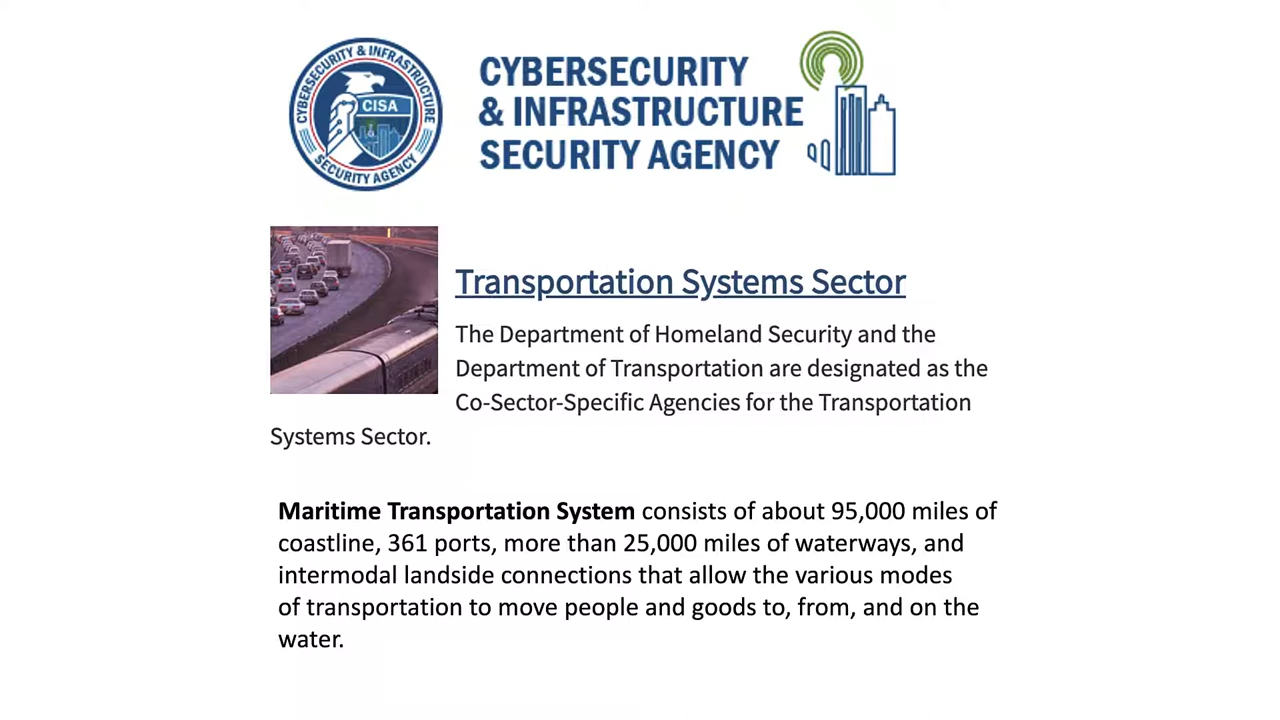 CYBERSECURITY & INFRASTRUCTURE
CISA
SECURITY AGENCY
CYBERSECURITY
& INFRASTRUCTURE
SECURITY AGENCY
Transportation Systems Sector
The Department of Homeland Security and the
Department of Transportation are designated as the
Co-Sector-Specific Agencies for the Transportation
Systems Sector.
Maritime Transportation System consists of about 95,000 miles of
coastline, 361 ports, more than 25,000 miles of waterways, and
intermodal landside connections that allow the various modes
of transportation to move people and goods to, from, and on the
water.